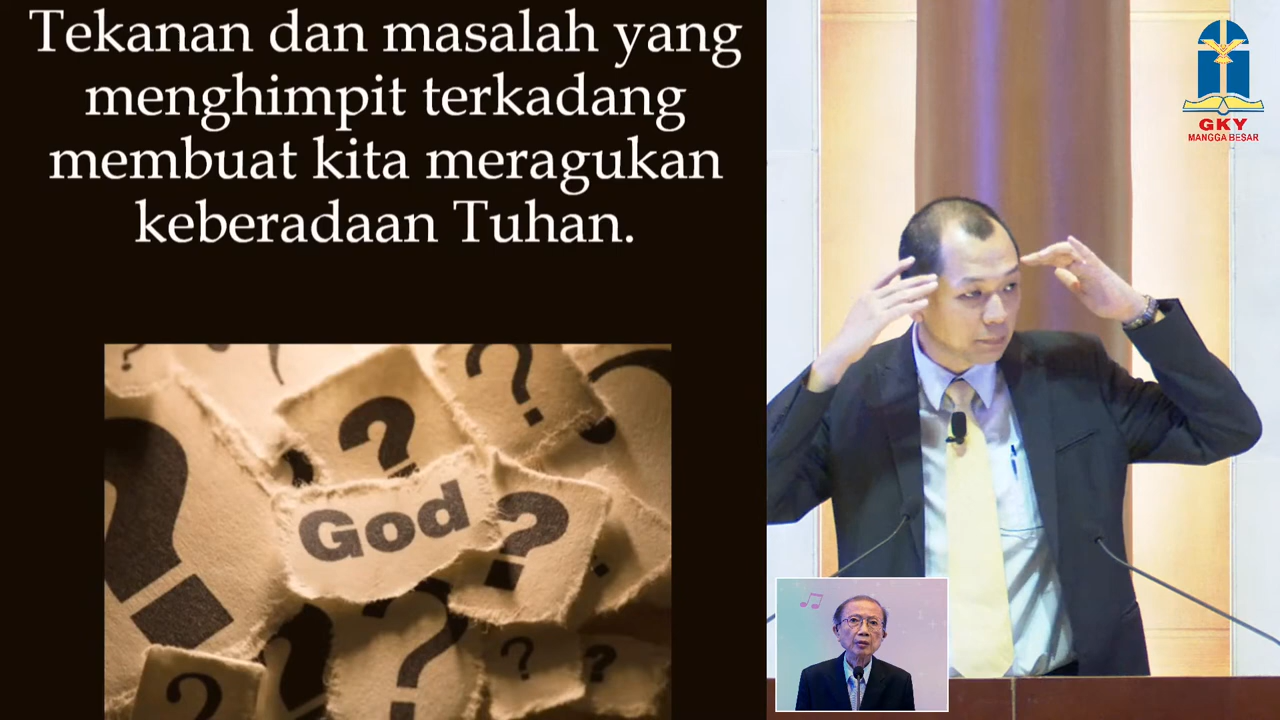 Tekanan dan masalah yang
menghimpit terkadang
membuat kita meragukan
keberadaan Tuhan.
?
?
?
?
God
?
?
?
?
?
?
GKY
MANGGA BESAR